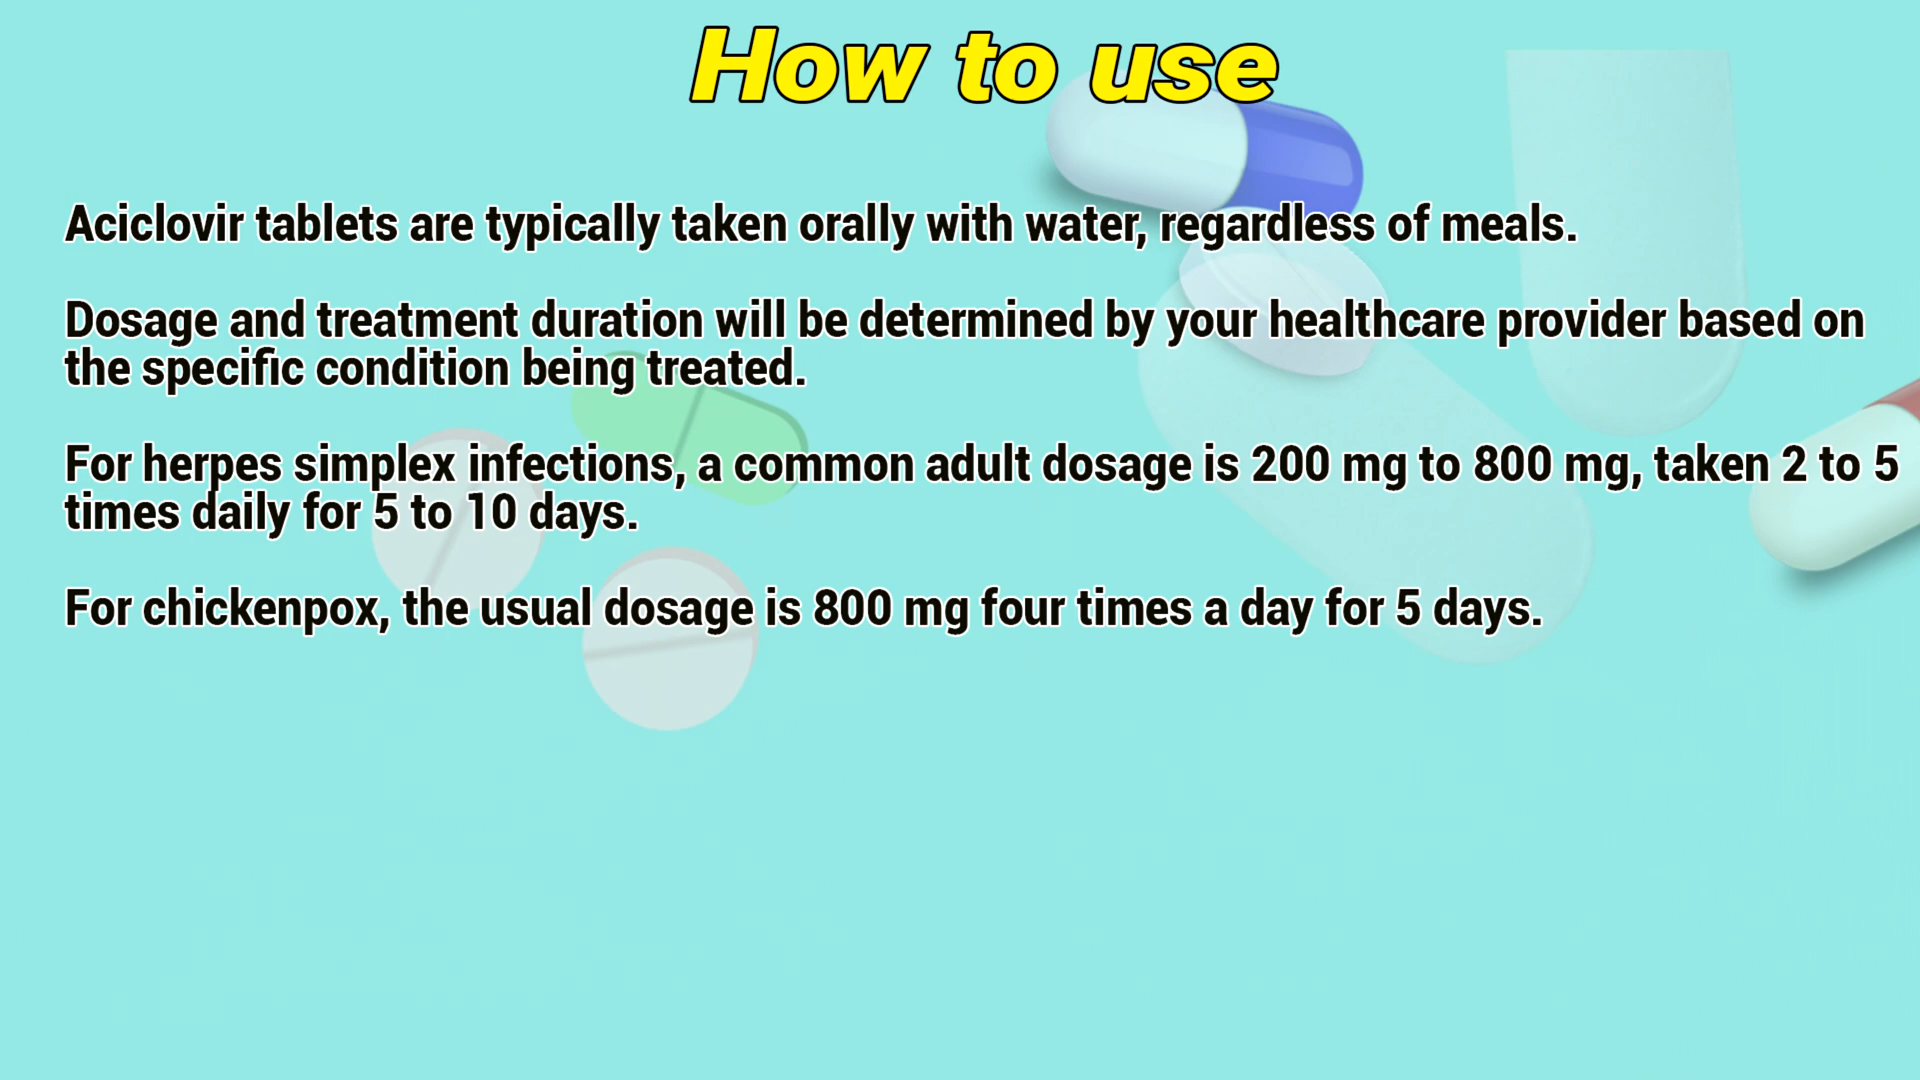 How to use
Aciclovir tablets are typically taken orally with water, regardless of meals.
Dosage and treatment duration will be determined by your healthcare provider based on
the specific condition being treated.
For herpes simplex infections, a common adult dosage is 200 mg to 800 mg, taken 2 to 5
times daily for 5 to 10 days.
For chickenpox, the usual dosage is 800 mg four times a day for 5 days.